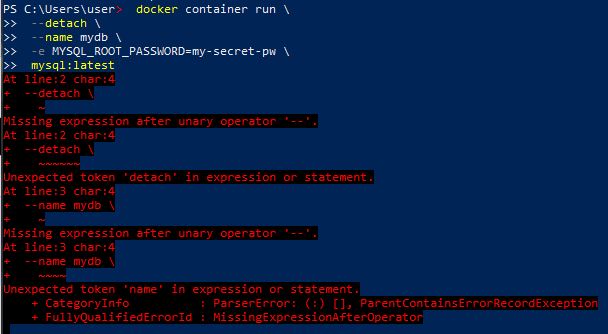 PS C:\Users\user>  docker container run \
>>  --detach \
>>  --name mydb \
>>  -e MYSQL_ROOT_PASSWORD=my-secret-pw \
>>  mysql:latest
At line:2 char:4
+  --detach \
+    ~
Missing expression after unary operator '--'.
At line:2 char:4
+  --detach \
+    ~~~~~~
Unexpected token 'detach' in expression or statement.
At line:3 char:4
+  --name mydb \
+    ~
Missing expression after unary operator '--'.
At line:3 char:4
+  --name mydb \
+    ~~~~
Unexpected token 'name' in expression or statement.
    + CategoryInfo          : ParserError: (:) [], ParentContainsErrorRecordException
    + FullyQualifiedErrorId : MissingExpressionAfterOperator